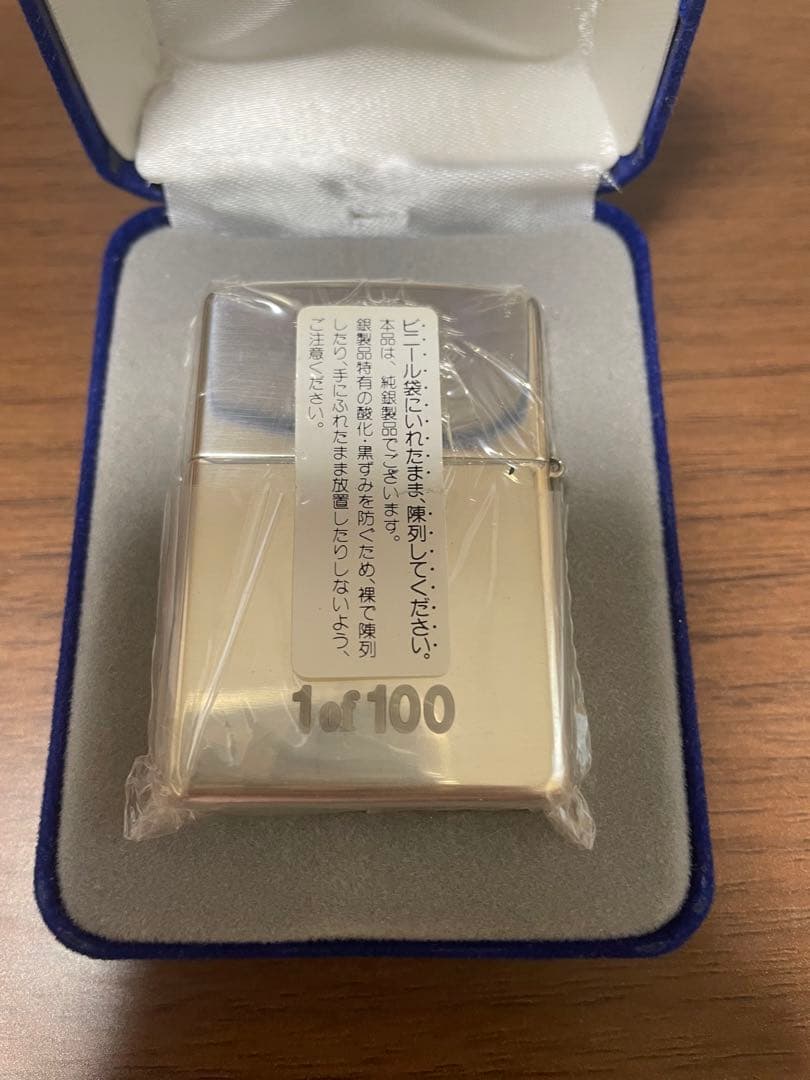 ビニール袋にいれたまま、陳列してください。
本品は、純銀製品でございます。
銀製品特有の酸化・黒ずみを防ぐため、裸で陳列
したり、手にふれたまま放置したりしないよう、
ご注意ください。
1 of 100